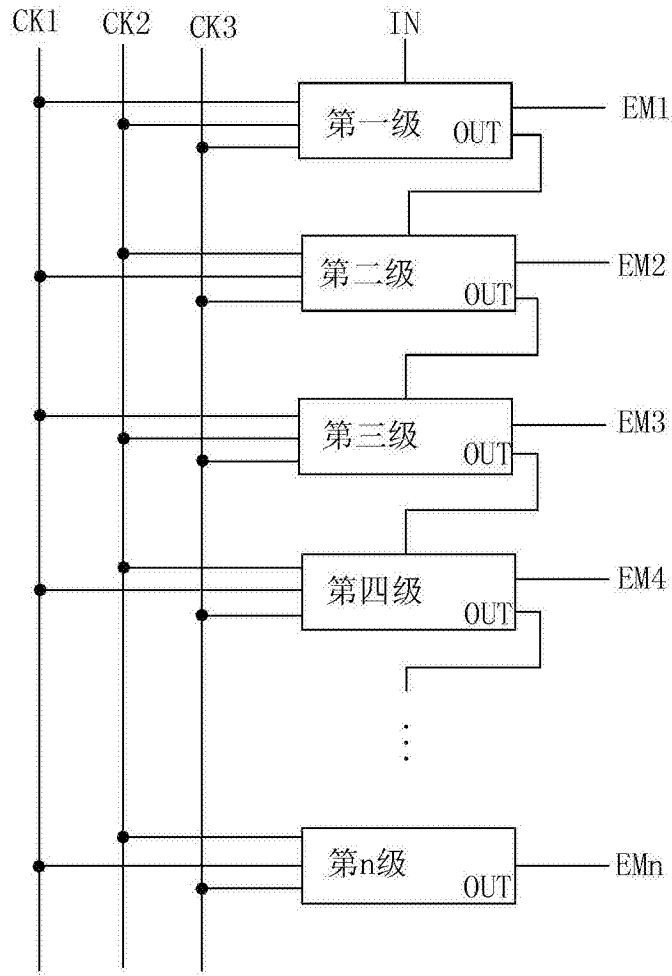 CK1 CK2 CK3 IN
第一级 OUT EM1
第二级 OUT EM2
第三级 OUT EM3
第四级 OUT EM4
第n级 OUT EMn